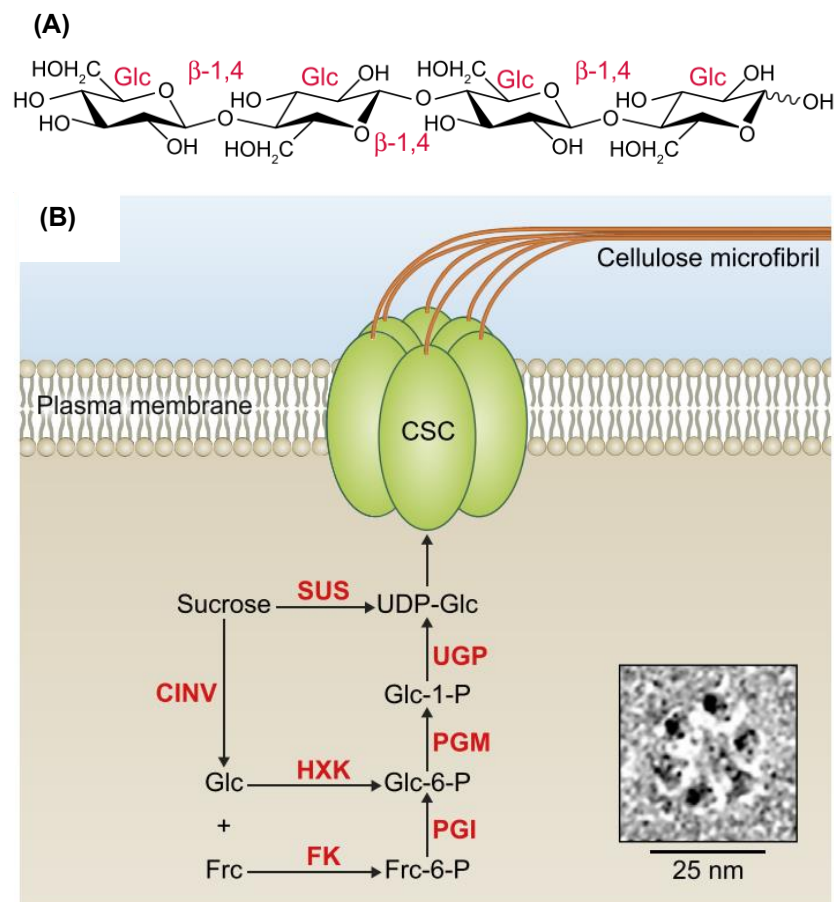 (A)
HOH₂C Glc β-1,4 Glc OH HOH₂C Glc β-1,4 Glc OH
HO O HO O O HO OH
HO O O HO O O
OH HOH₂C β-1,4 OH HOH₂C
(B)
Cellulose microfibril
Plasma membrane
CSC
Sucrose SUS UDP-Glc
UGP
CINV Glc-1-P
PGM
Glc HXK Glc-6-P
+ PGI
Frc FK Frc-6-P
25 nm